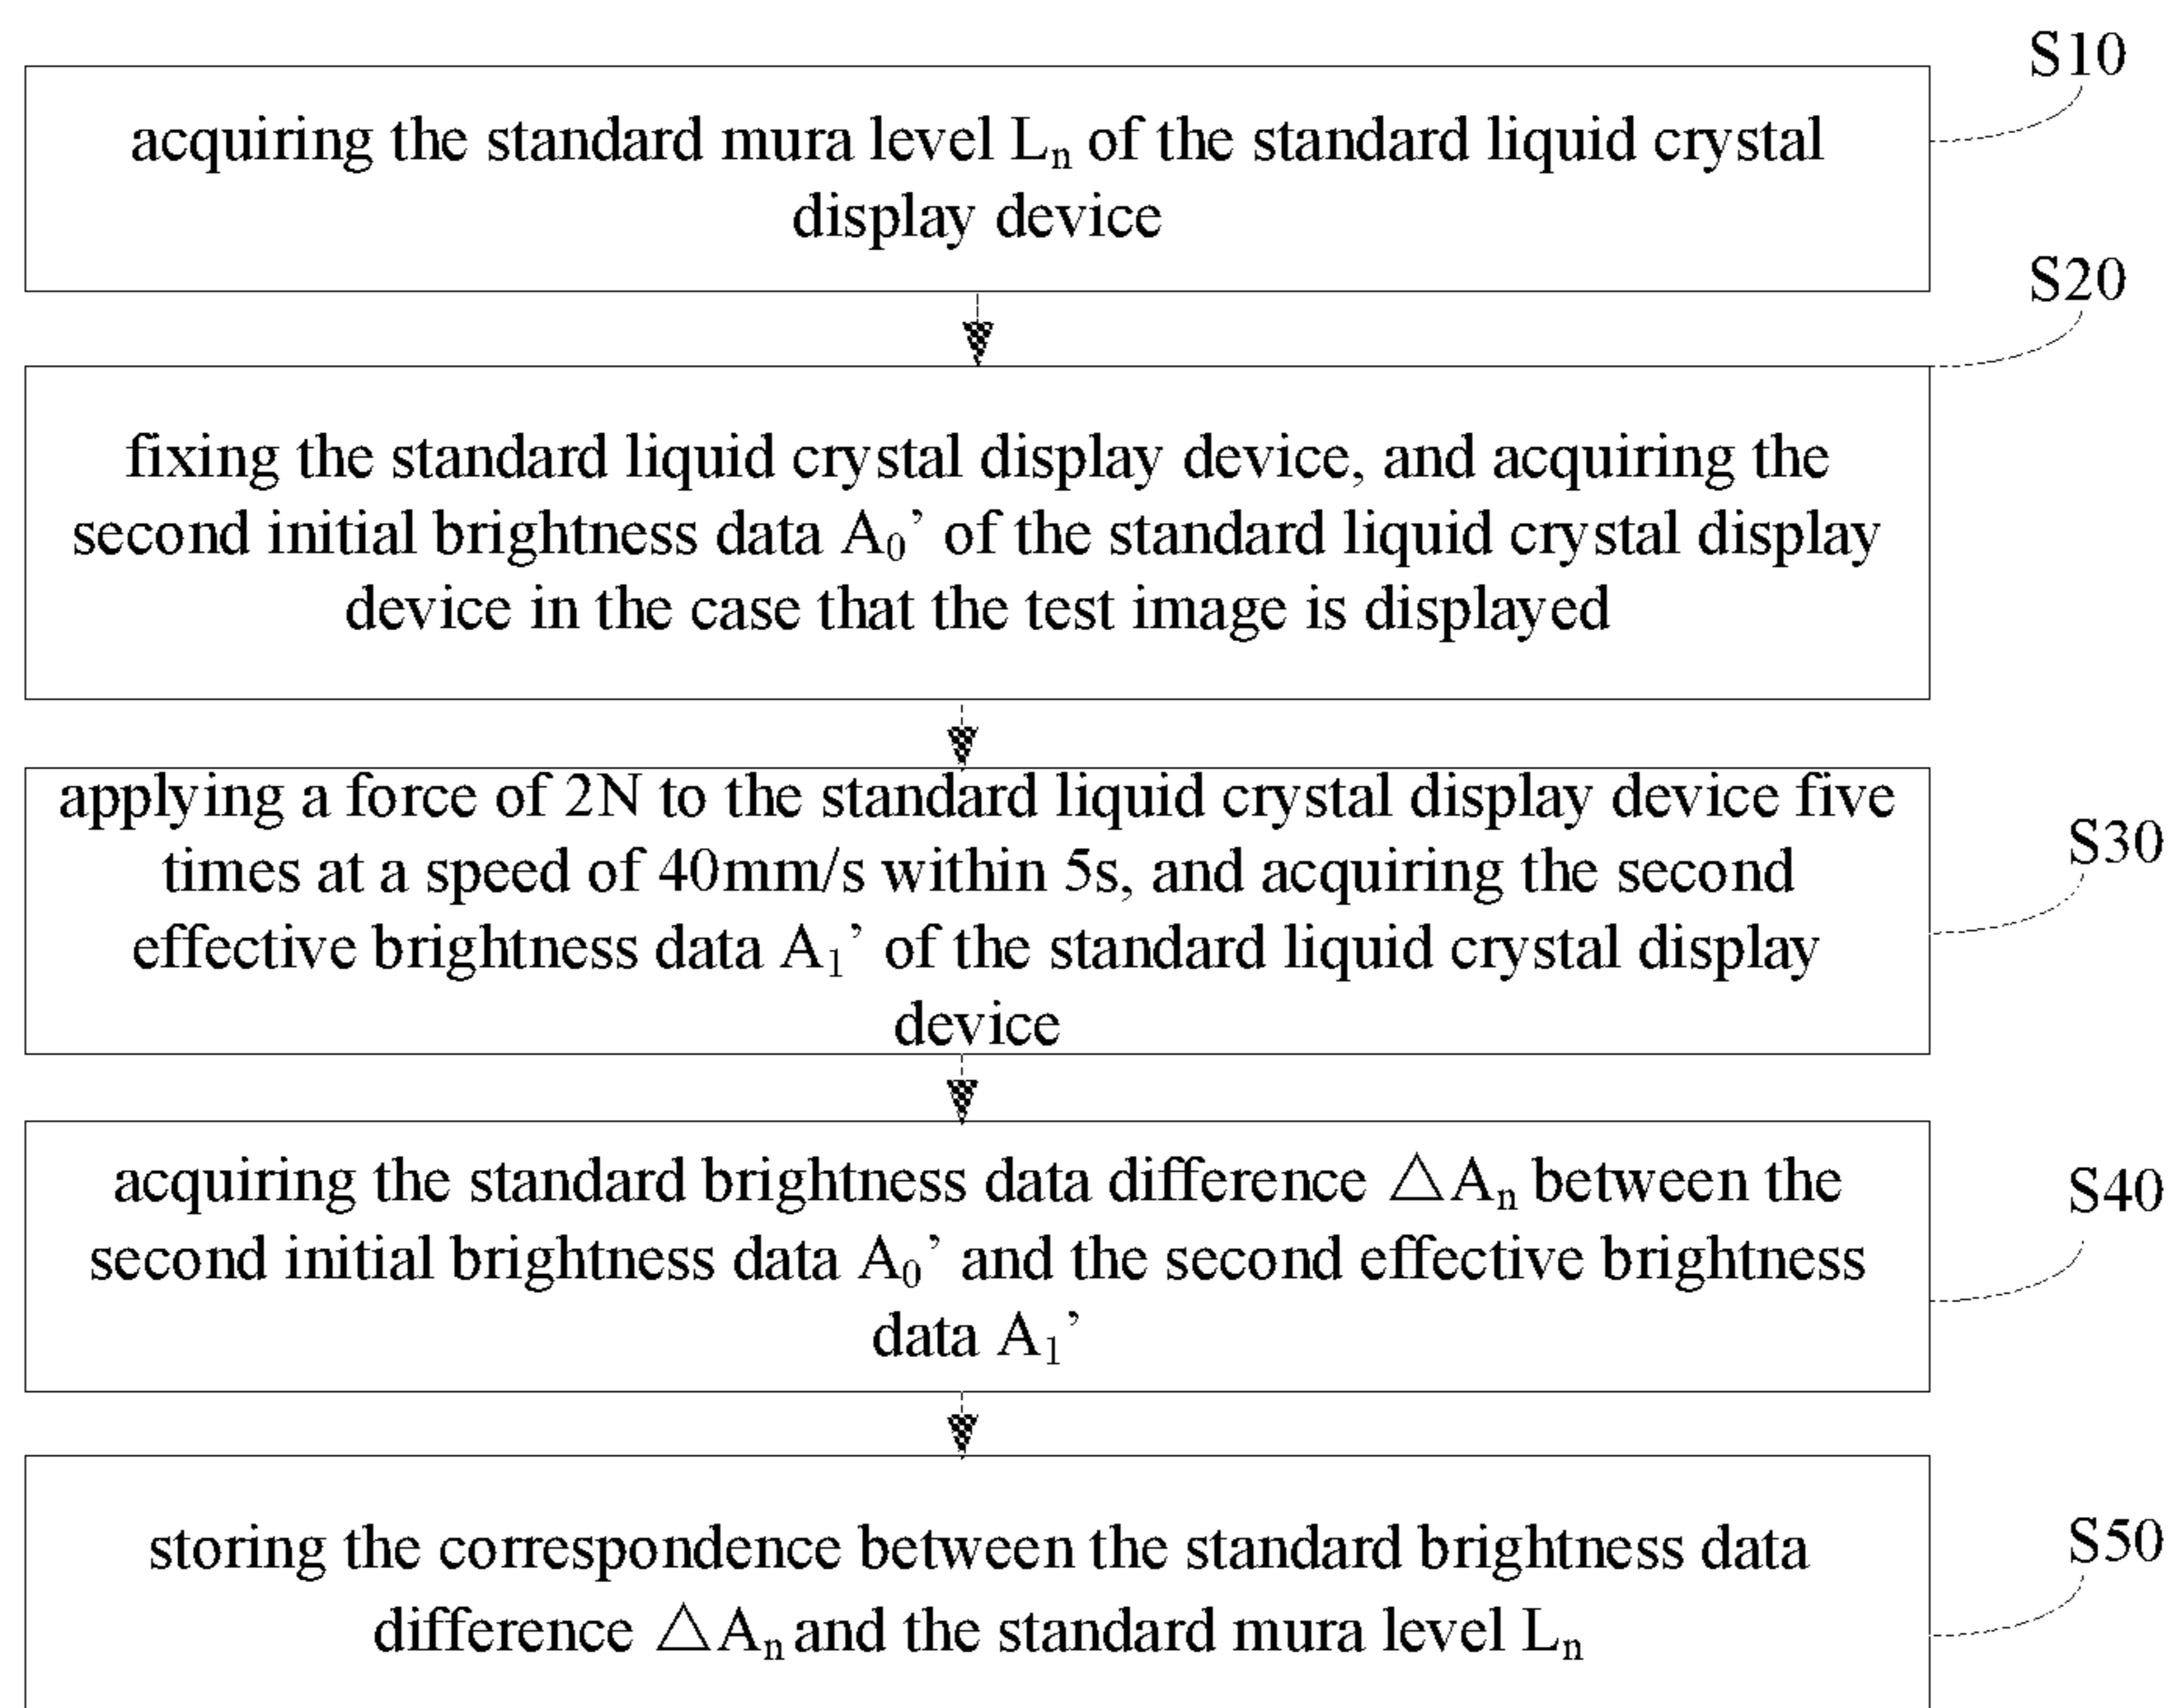 S10
acquiring the standard mura level Lₙ of the standard liquid crystal
display device
S20
fixing the standard liquid crystal display device, and acquiring the
second initial brightness data A₀’ of the standard liquid crystal display
device in the case that the test image is displayed
applying a force of 2N to the standard liquid crystal display device five
times at a speed of 40mm/s within 5s, and acquiring the second
effective brightness data A₁’ of the standard liquid crystal display
device
S30
acquiring the standard brightness data difference △Aₙ between the
second initial brightness data A₀’ and the second effective brightness
data A₁’
S40
storing the correspondence between the standard brightness data
difference △Aₙ and the standard mura level Lₙ
S50